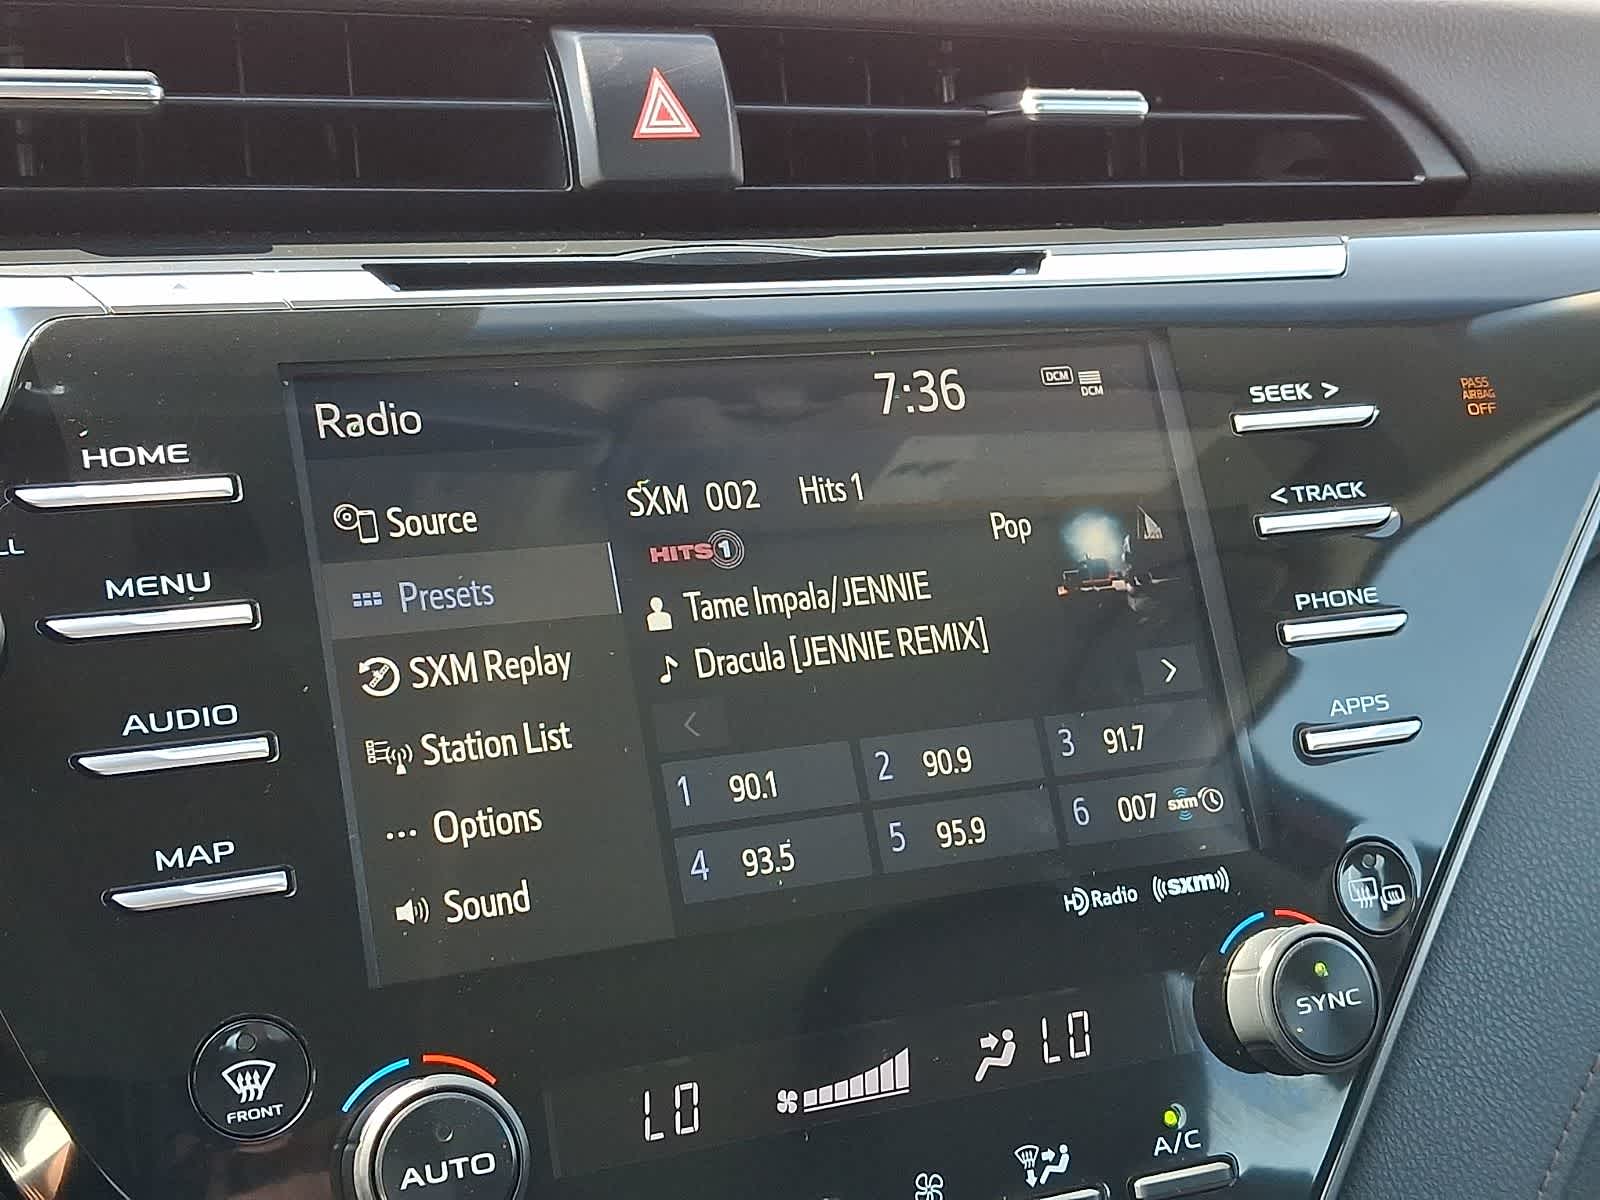 Radio
7:36
DCM
DCM
SEEK >
PASS
AIRBAG
OFF
HOME
Source
SXM 002 Hits 1
< TRACK
HITS 1
Pop
LL
MENU
Presets
Tame Impala/JENNIE
PHONE
SXM Replay
Dracula [JENNIE REMIX]
>
AUDIO
Station List
<
APPS
1 90.1
2 90.9
3 91.7
MAP
... Options
4 93.5
5 95.9
6 007 sxm
Sound
HD Radio
((sxm))
FRONT
SYNC
LO
LO
AUTO
A/C